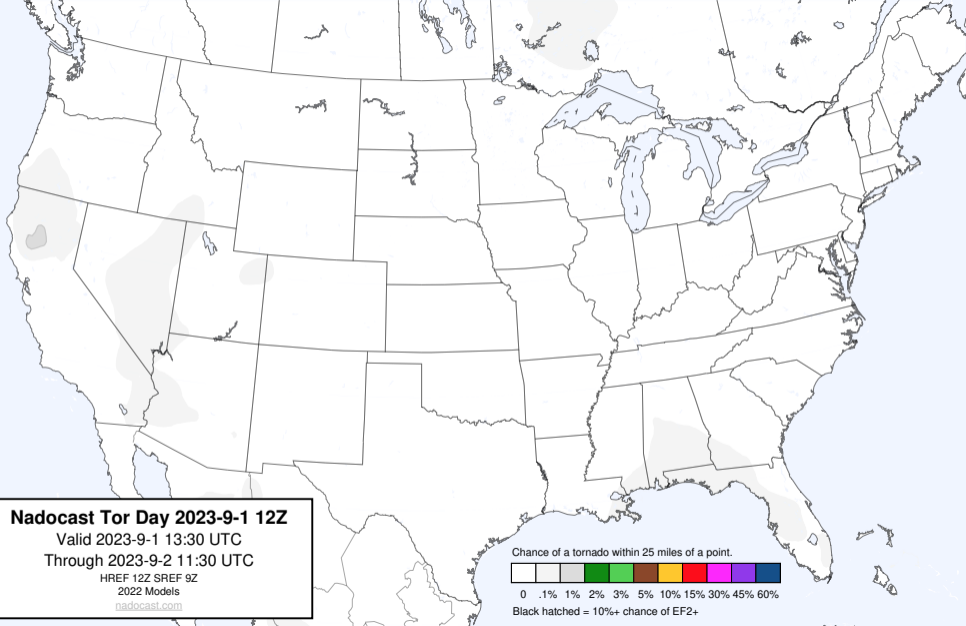 Nadocast Tor Day 2023-9-1 12Z
Valid 2023-9-1 13:30 UTC
Through 2023-9-2 11:30 UTC
HREF 12Z SREF 9Z
2022 Models
nadocast.com
Chance of a tornado within 25 miles of a point.
0 .1% 1% 2% 3% 5% 10% 15% 30% 45% 60%
Black hatched = 10%+ chance of EF2+